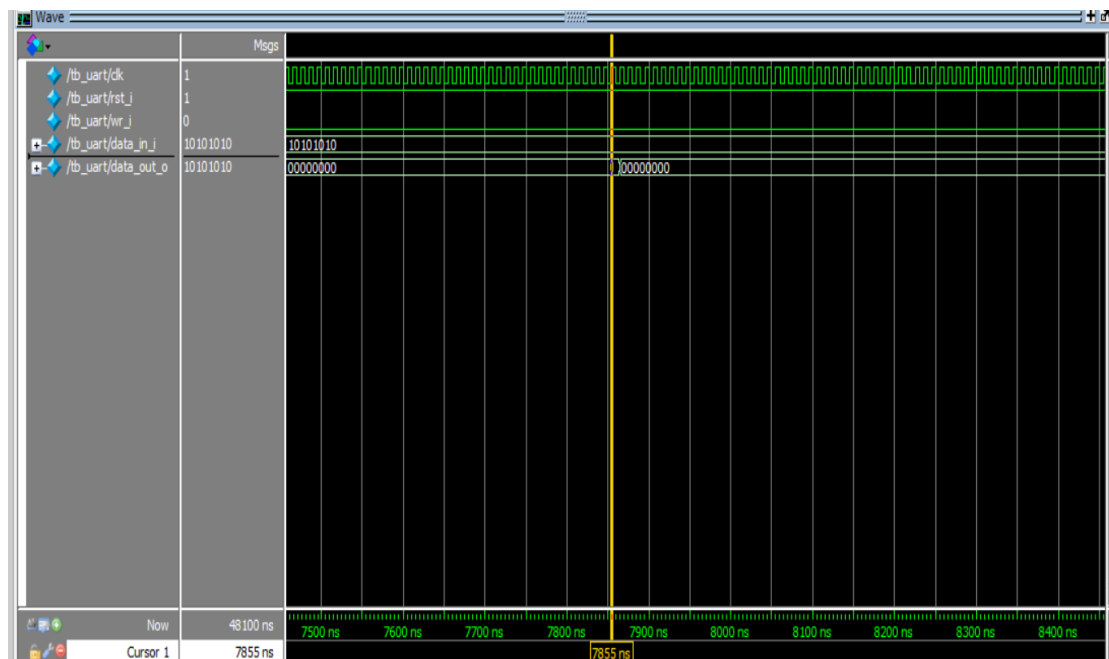 Wave
Msgs
/tb_uart/clk 1
/tb_uart/rst_i 1
/tb_uart/wr_i 0
/tb_uart/data_in_i 10101010 10101010
/tb_uart/data_out_o 10101010 00000000 00000000
Now 48100 ns 7500 ns 7600 ns 7700 ns 7800 ns 7900 ns 8000 ns 8100 ns 8200 ns 8300 ns 8400 ns
Cursor 1 7855 ns 7855 ns